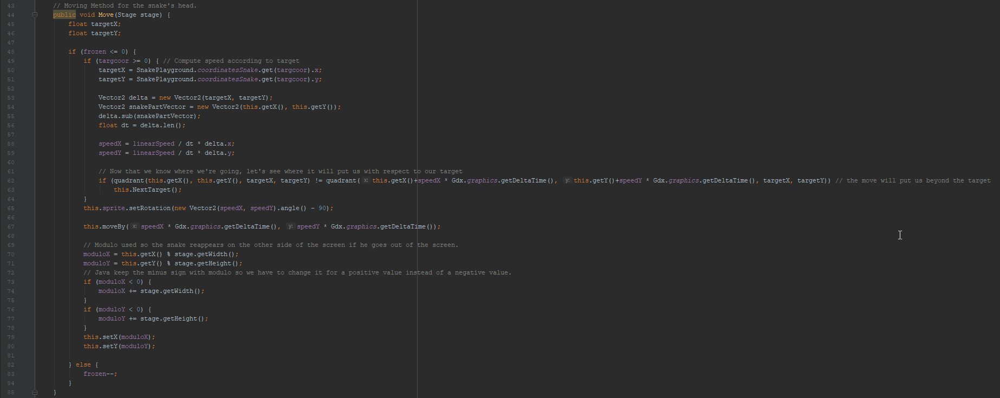 43 // Moving Method for the snake's head.
44 public void Move(Stage stage) {
45 float targetX;
46 float targetY;
47
48 if (frozen <= 0) {
49 if (targcoor >= 0) { // Compute speed according to target
50 targetX = SnakePlayground.coordinatesSnake.get(targcoor).x;
51 targetY = SnakePlayground.coordinatesSnake.get(targcoor).y;
52
53 Vector2 delta = new Vector2(targetX, targetY);
54 Vector2 snakePartVector = new Vector2(this.getX(), this.getY());
55 delta.sub(snakePartVector);
56 float dt = delta.len();
57
58 speedX = linearSpeed / dt * delta.x;
59 speedY = linearSpeed / dt * delta.y;
60
61 // Now that we know where we're going, let's see where it will put us with respect to our target
62 if (quadrant(this.getX(), this.getY(), targetX, targetY) != quadrant( x: this.getX()+speedX * Gdx.graphics.getDeltaTime(), y: this.getY()+speedY * Gdx.graphics.getDeltaTime(), targetX, targetY)) // the move will put us beyond the target
63 this.NextTarget();
64 }
65 this.sprite.setRotation(new Vector2(speedX, speedY).angle() - 90);
66
67 this.moveBy( x: speedX * Gdx.graphics.getDeltaTime(), y: speedY * Gdx.graphics.getDeltaTime());
68
69 // Modulo used so the snake reappears on the other side of the screen if he goes out of the screen.
70 moduloX = this.getX() % stage.getWidth();
71 moduloY = this.getY() % stage.getHeight();
72 // Java keep the minus sign with modulo so we have to change it for a positive value instead of a negative value.
73 if (moduloX < 0) {
74 moduloX += stage.getWidth();
75 }
76 if (moduloY < 0) {
77 moduloY += stage.getHeight();
78 }
79 this.setX(moduloX);
80 this.setY(moduloY);
81
82 } else {
83 frozen--;
84 }
85 }